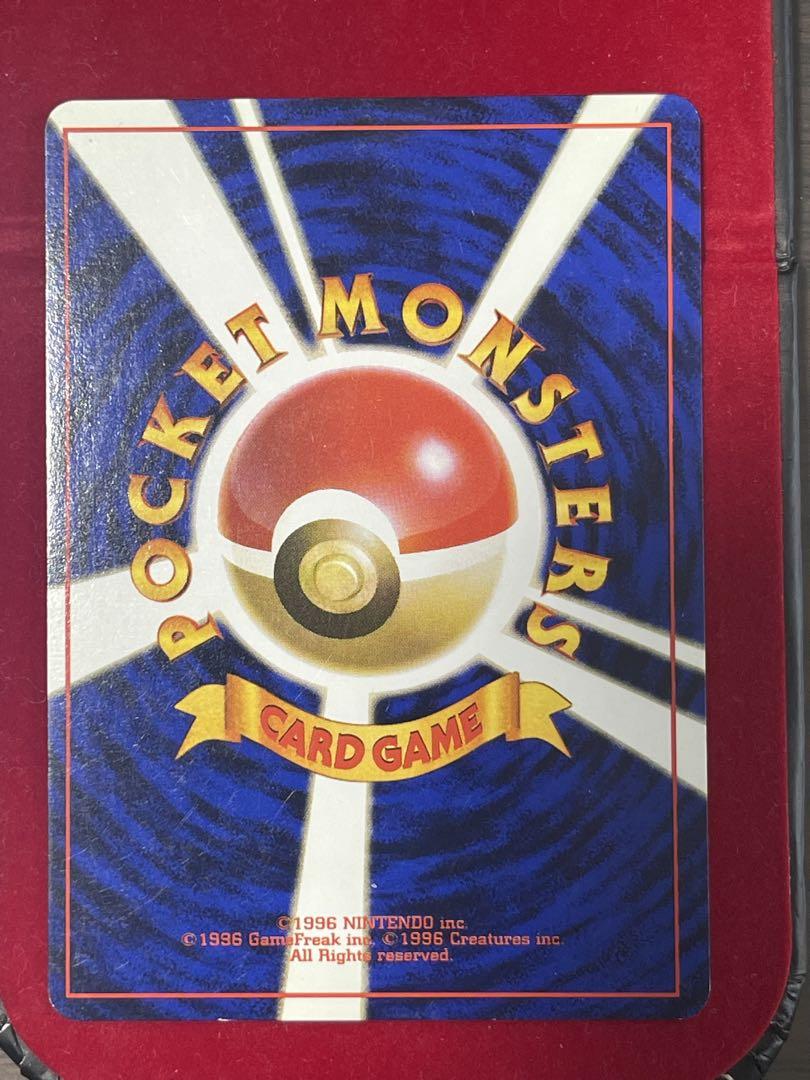 POCKET MONSTERS
CARD GAME
©1996 NINTENDO inc.
©1996 GameFreak inc. ©1996 Creatures inc.
All Rights reserved.